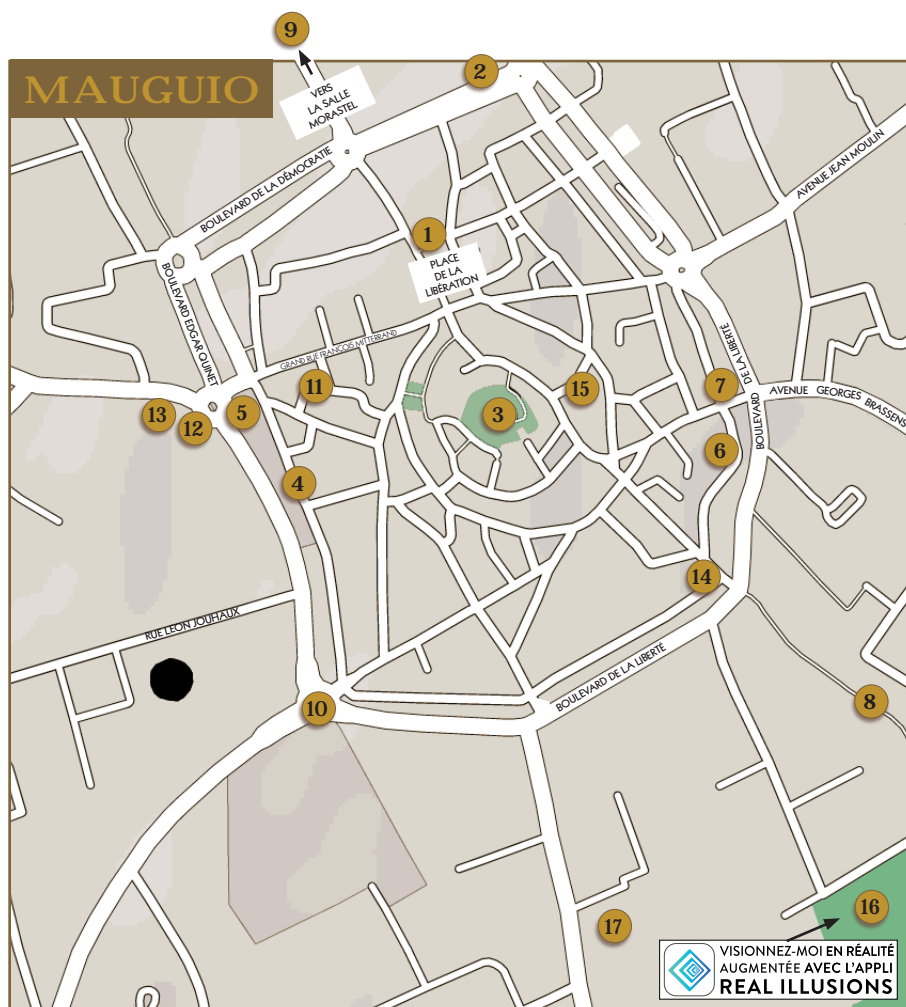 9
MAUGUIO
2
VERS
LA SALLE
MORASTEL
BOULEVARD DE LA DÉMOCRATIE
AVENUE JEAN MOULIN
1
PLACE
DE LA
LIBÉRATION
BOULEVARD EDGAR QUINET
GRAND RUE FRANÇOIS MITTERRAND
BOULEVARD DE LA LIBERTE
11
15
7
AVENUE GEORGES BRASSENS
13
12
5
3
6
4
14
RUE LEON JOUHAUX
BOULEVARD DE LA LIBERTÉ
10
8
16
17
VISIONNEZ-MOI EN RÉALITÉ
AUGMENTÉE AVEC L'APPLI
REAL ILLUSIONS